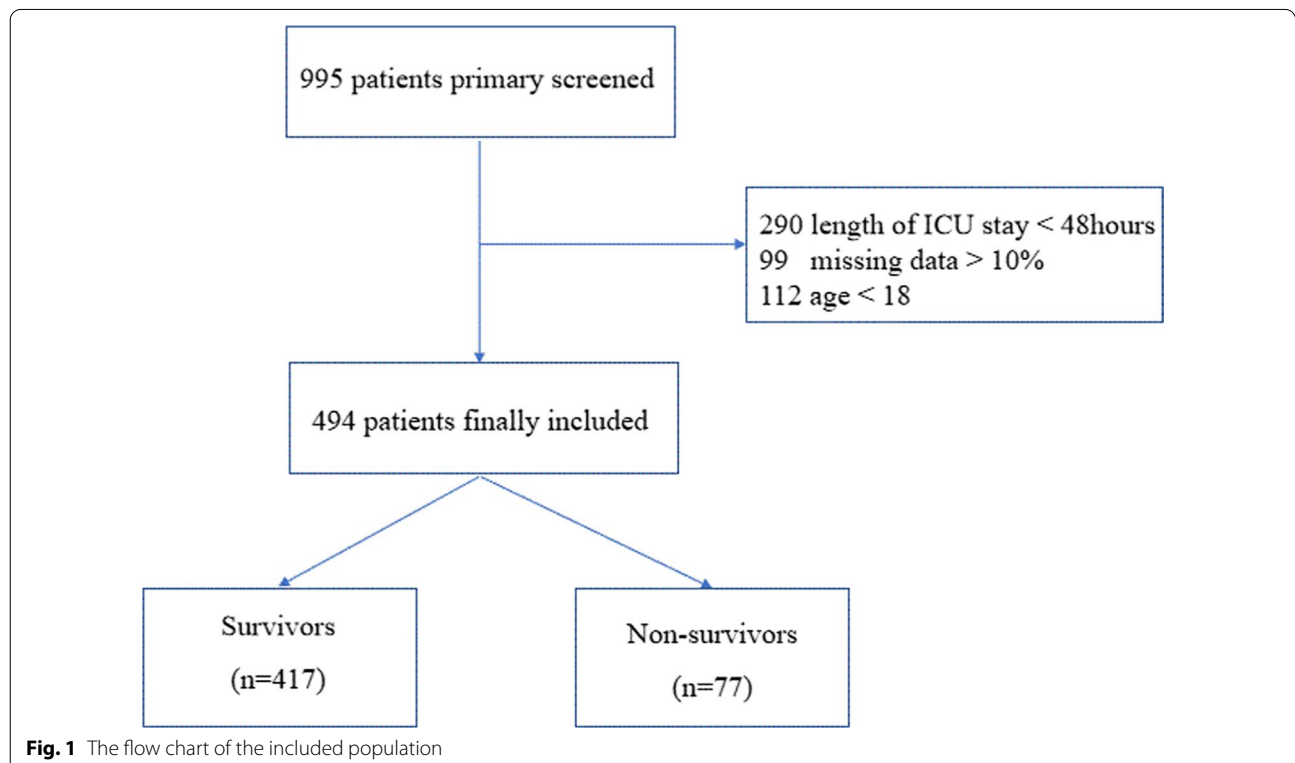 995 patients primary screened
290 length of ICU stay < 48hours
99 missing data > 10%
112 age < 18
494 patients finally included
Survivors
(n=417)
Non-survivors
(n=77)
Fig. 1 The flow chart of the included population